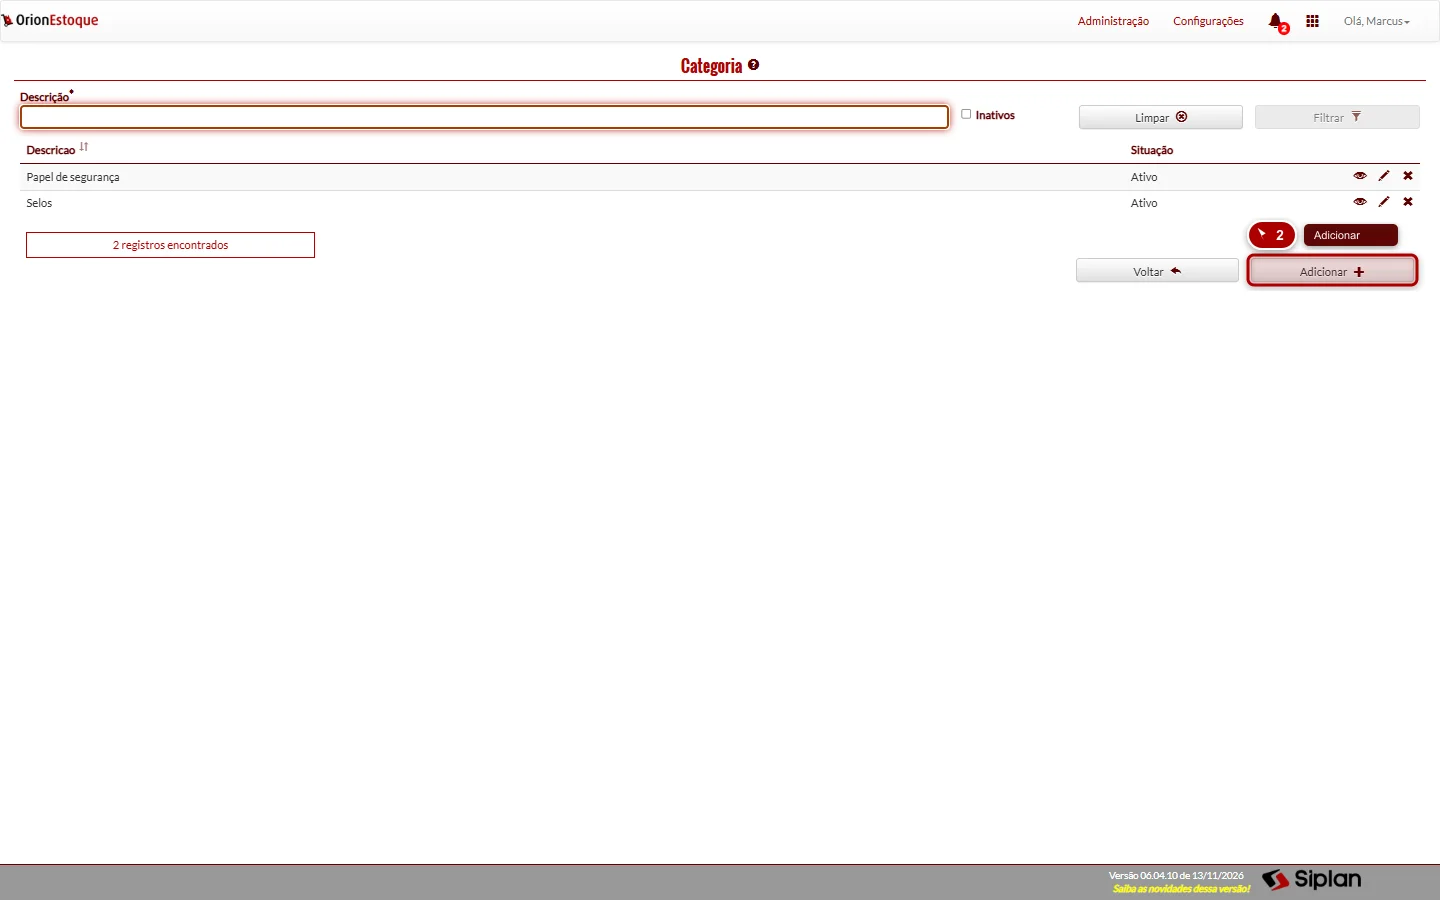 OrionEstoque
Administração
Configurações
2
Olá, Marcus
Categoria
Descrição*
Inativos
Limpar
Filtrar
Descricao
Situação
Papel de segurança
Ativo
Selos
Ativo
2 registros encontrados
2
Adicionar
Voltar
Adicionar
Versão 06.04.10 de 13/11/2026
Saiba as novidades dessa versão!
Siplan